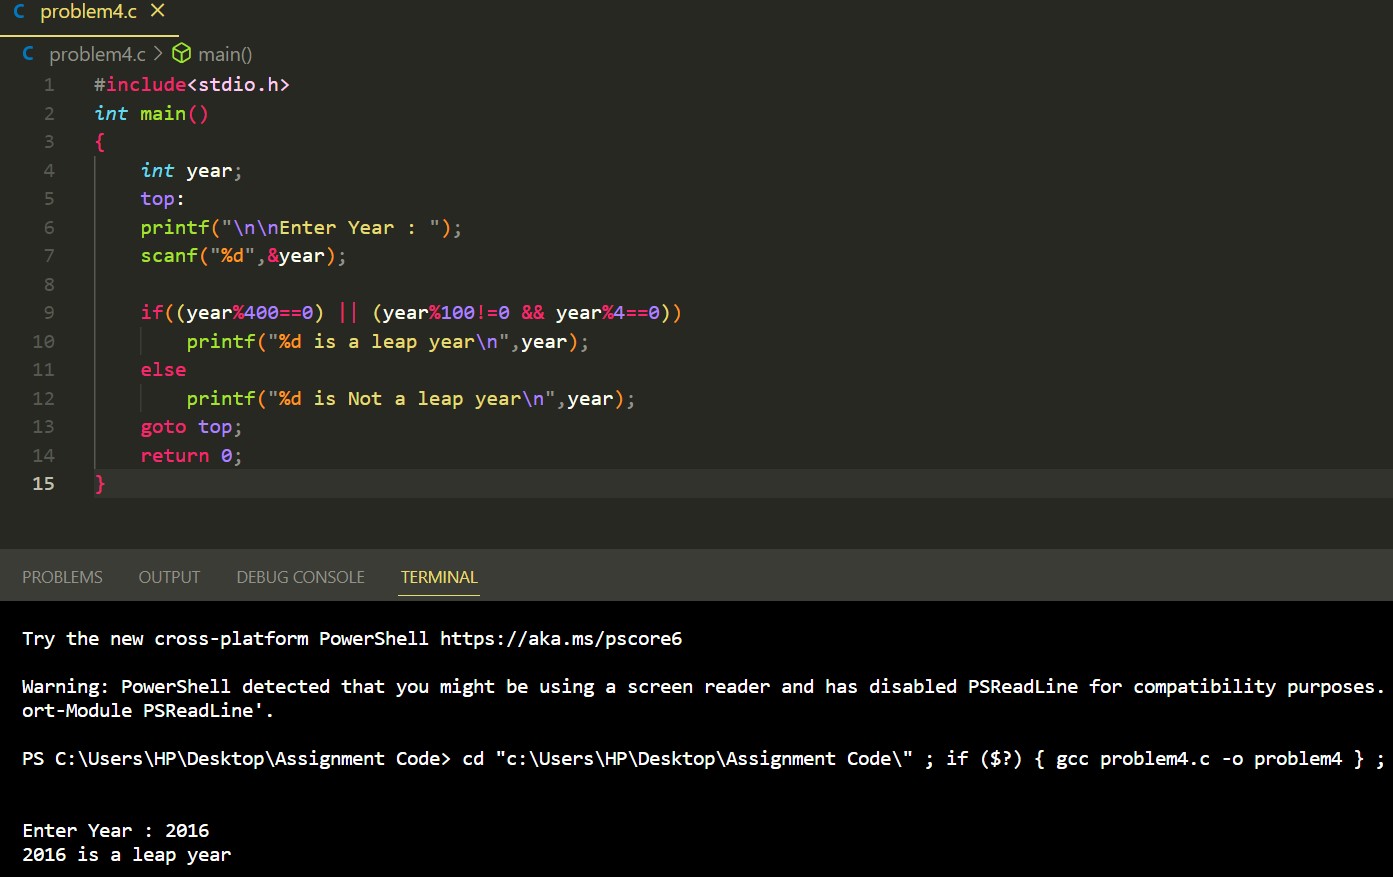 C problem4.c ×
C problem4.c > main()
1 #include<stdio.h>
2 int main()
3 {
4 int year;
5 top:
6 printf("\n\nEnter Year : ");
7 scanf("%d",&year);
8
9 if((year%400==0) || (year%100!=0 && year%4==0))
10 printf("%d is a leap year\n",year);
11 else
12 printf("%d is Not a leap year\n",year);
13 goto top;
14 return 0;
15 }
PROBLEMS OUTPUT DEBUG CONSOLE TERMINAL
Try the new cross-platform PowerShell https://aka.ms/pscore6
Warning: PowerShell detected that you might be using a screen reader and has disabled PSReadLine for compatibility purposes.
ort-Module PSReadLine'.
PS C:\Users\HP\Desktop\Assignment Code> cd "c:\Users\HP\Desktop\Assignment Code\" ; if ($?) { gcc problem4.c -o problem4 } ;
Enter Year : 2016
2016 is a leap year